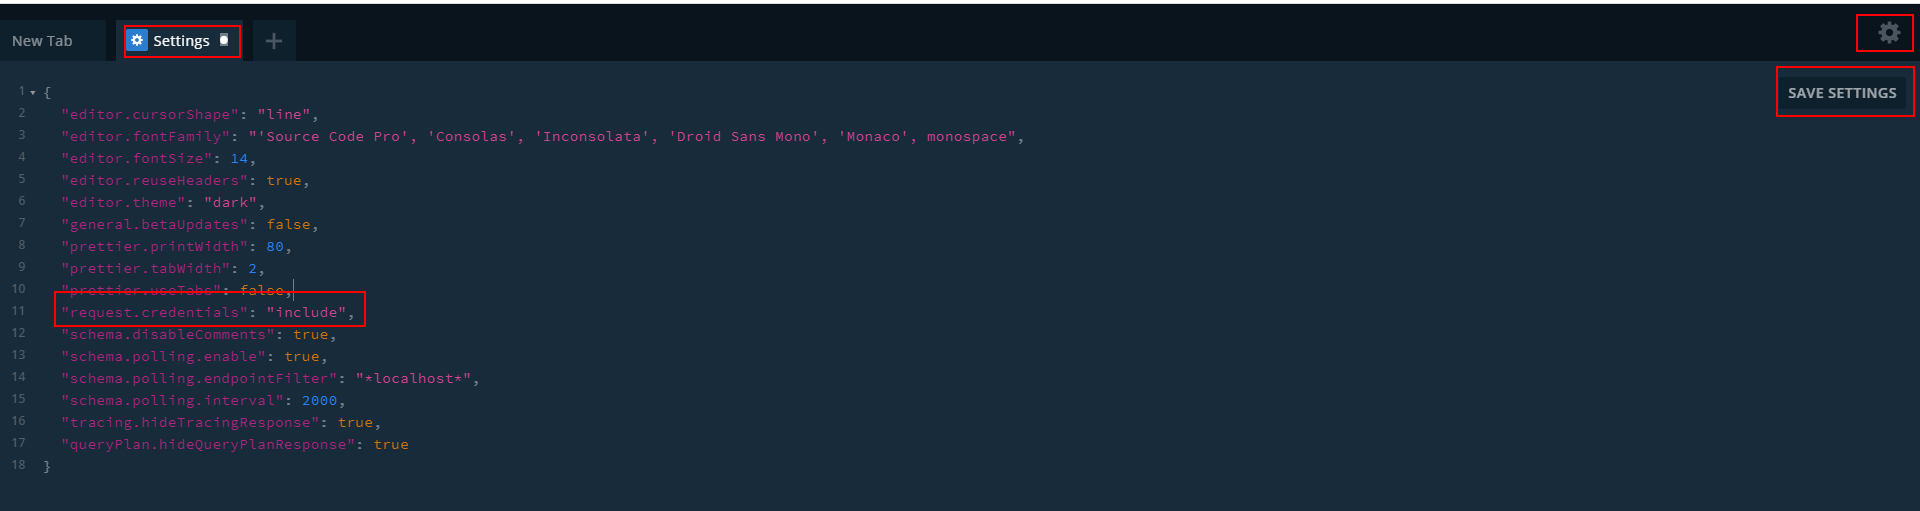 New Tab
Settings
SAVE SETTINGS
1 {
2 "editor.cursorShape": "line",
3 "editor.fontFamily": "'Source Code Pro', 'Consolas', 'Inconsolata', 'Droid Sans Mono', 'Monaco', monospace",
4 "editor.fontSize": 14,
5 "editor.reuseHeaders": true,
6 "editor.theme": "dark",
7 "general.betaUpdates": false,
8 "prettier.printWidth": 80,
9 "prettier.tabWidth": 2,
10 "prettier.useTabs": false,
11 "request.credentials": "include",
12 "schema.disableComments": true,
13 "schema.polling.enable": true,
14 "schema.polling.endpointFilter": "*localhost*",
15 "schema.polling.interval": 2000,
16 "tracing.hideTracingResponse": true,
17 "queryPlan.hideQueryPlanResponse": true
18 }